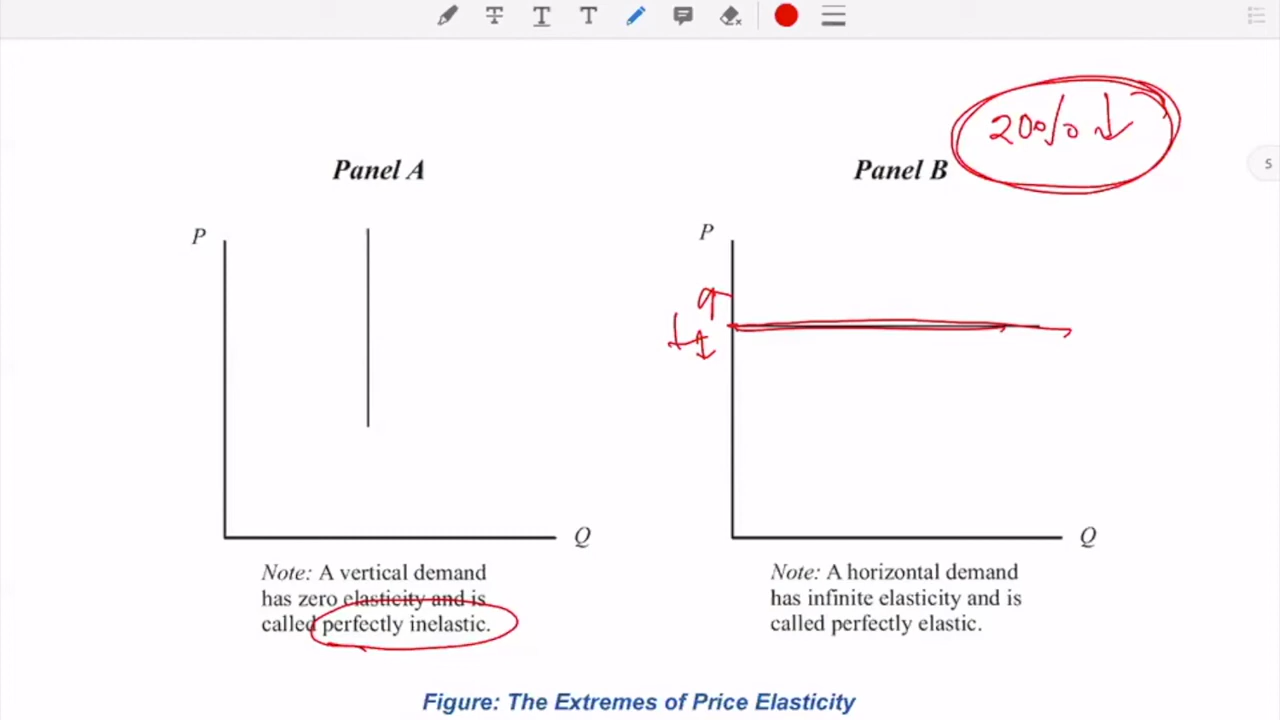 20% ↓
Panel A
Panel B
P
P
Q
Q
Note: A vertical demand
has zero elasticity and is
called perfectly inelastic.
Note: A horizontal demand
has infinite elasticity and is
called perfectly elastic.
Figure: The Extremes of Price Elasticity
5